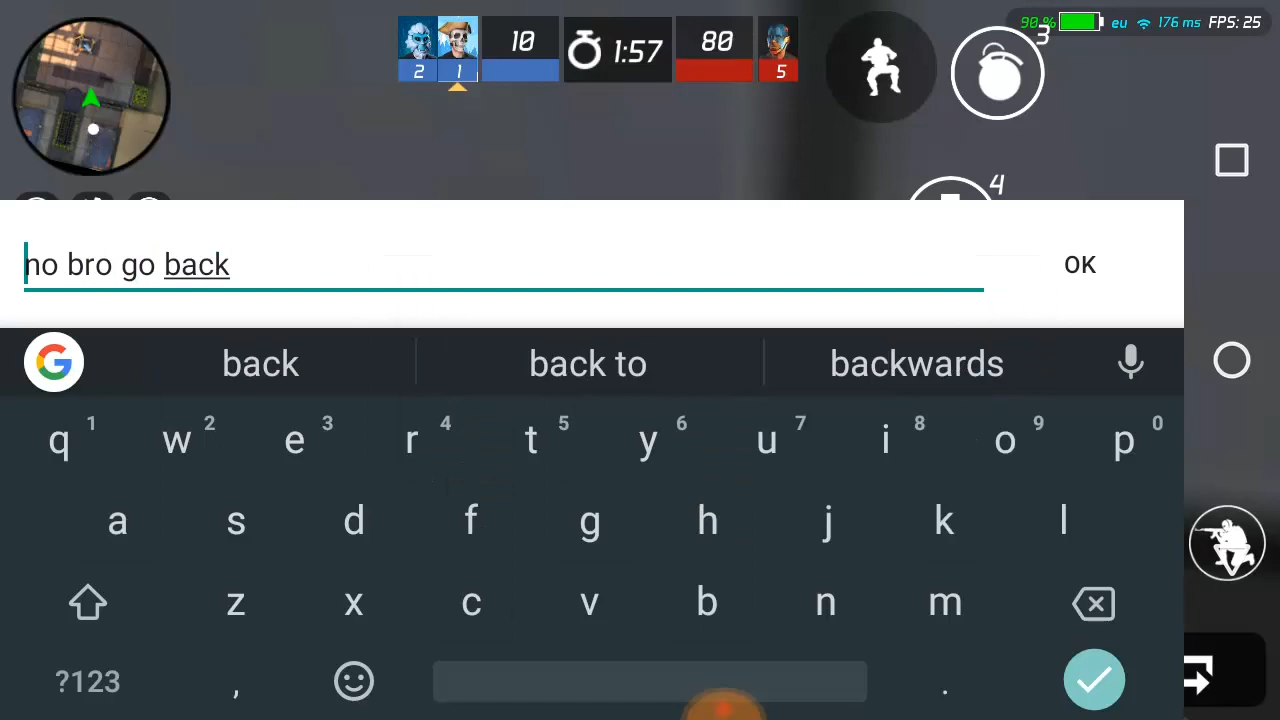 90% eu 176 ms FPS: 25
10 1:57 80
2 1 5
3
4
no bro go back
OK
back back to backwards
q 1 w 2 e 3 r 4 t 5 y 6 u 7 i 8 o 9 p 0
a s d f g h j k l
z x c v b n m
?123 , .